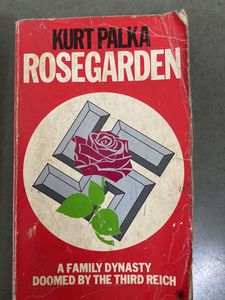 KURT PALKA
ROSEGARDEN
A FAMILY DYNASTY
DOOMED BY THE THIRD REICH